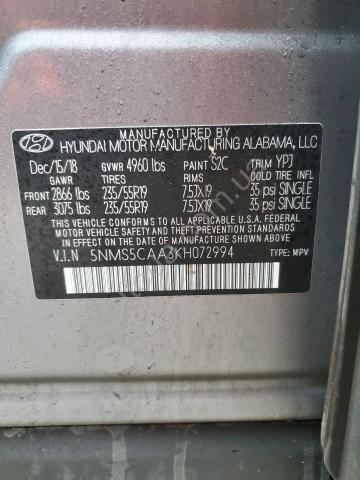 MANUFACTURED BY
HYUNDAI MOTOR MANUFACTURING ALABAMA, LLC
Dec/15/18 GVWR 4960 lbs PAINT S2C TRIM YPJ
GAWR TIRES RIMS COLD TIRE INFLATION
FRONT 2866 lbs 235/55R19 7.5JX19 35 psi SINGLE
REAR 3075 lbs 235/55R19 7.5JX19 35 psi SINGLE
THIS VEHICLE CONFORMS TO ALL APPLICABLE U.S.A. FEDERAL MOTOR
VEHICLE SAFETY, BUMPER, AND THEFT PREVENTION STANDARDS IN
EFFECT ON THE DATE OF MANUFACTURE SHOWN ABOVE.
V.I.N 5NMS5CAA3KH072994 TYPE: MPV